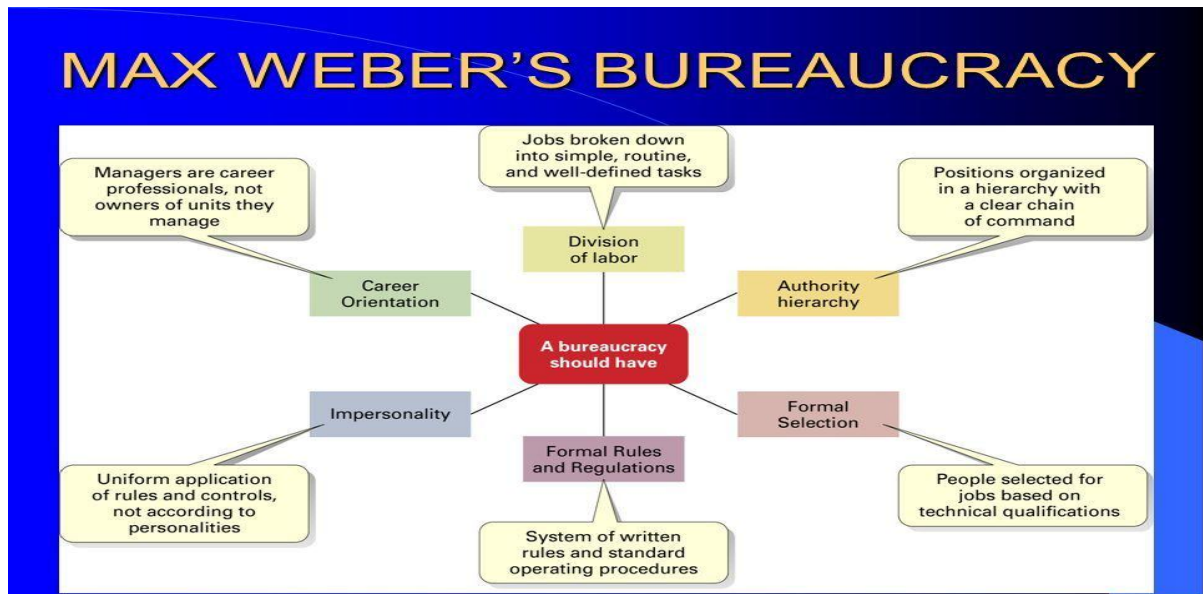 MAX WEBER'S BUREAUCRACY
Jobs broken down
into simple, routine,
and well-defined tasks
Managers are career
professionals, not
owners of units they
manage
Positions organized
in a hierarchy with
a clear chain
of command
Division
of labor
Career
Orientation
Authority
hierarchy
A bureaucracy
should have
Impersonality
Formal
Selection
Formal Rules
and Regulations
Uniform application
of rules and controls,
not according to
personalities
People selected for
jobs based on
technical qualifications
System of written
rules and standard
operating procedures